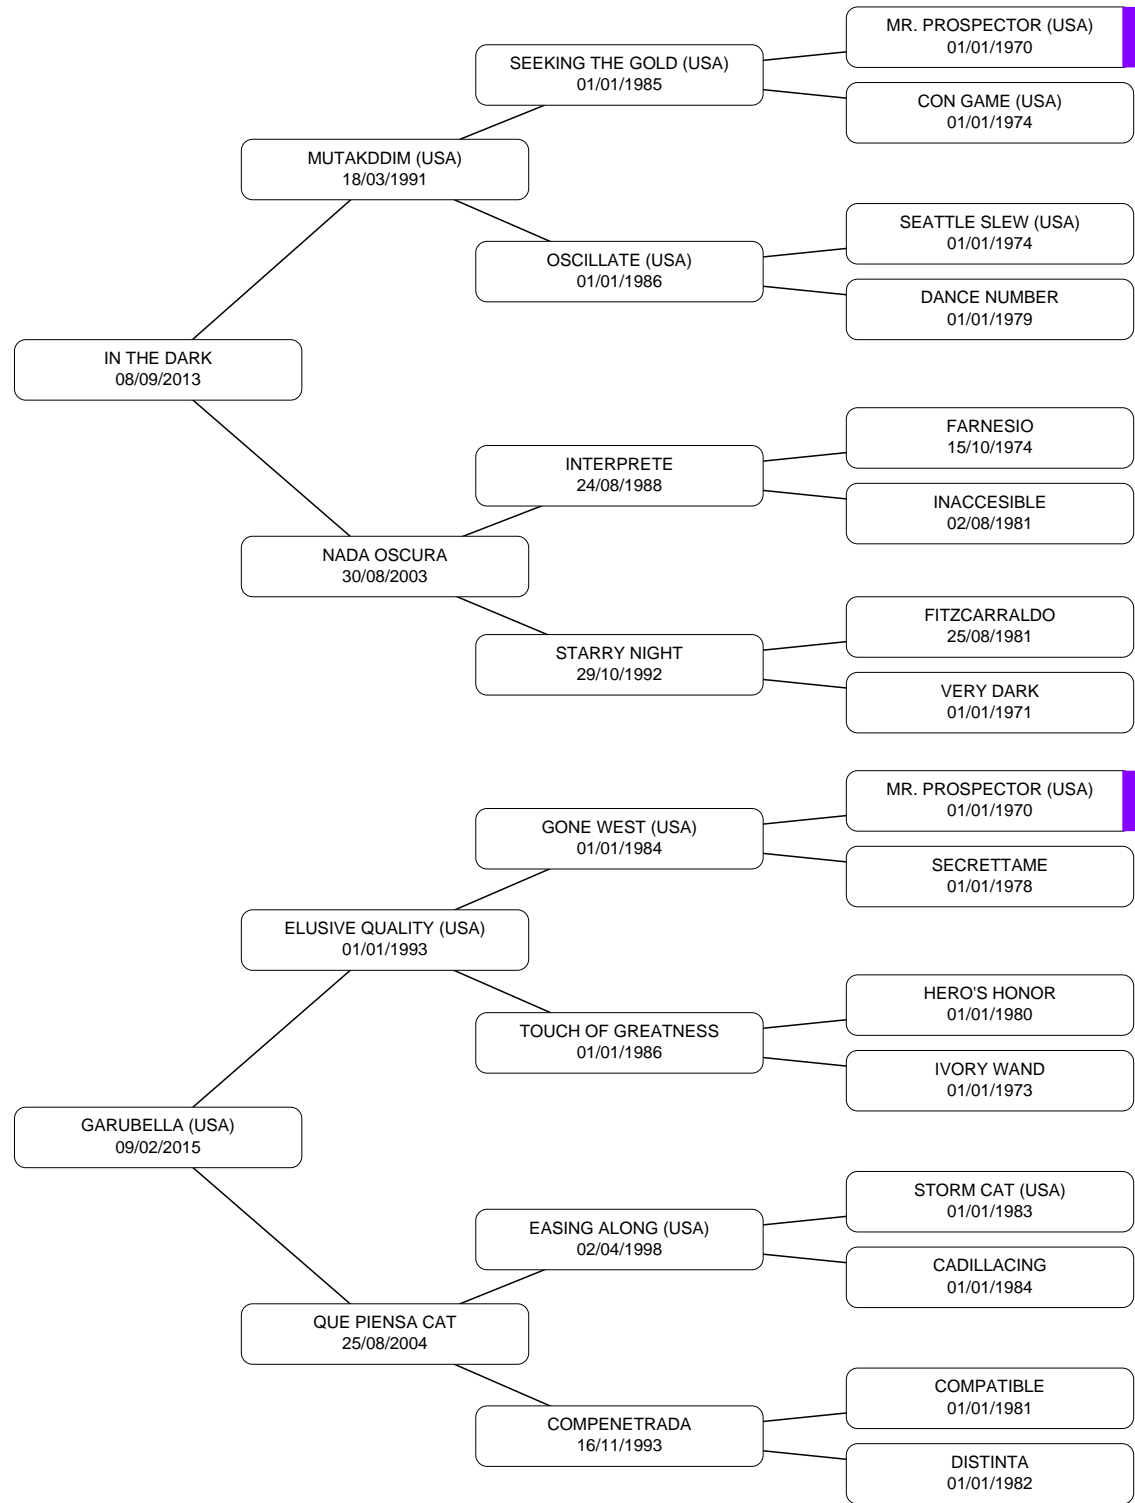 MR. PROSPECTOR (USA)
01/01/1970
SEEKING THE GOLD (USA)
01/01/1985
CON GAME (USA)
01/01/1974
MUTAKDDIM (USA)
18/03/1991
SEATTLE SLEW (USA)
01/01/1974
OSCILLATE (USA)
01/01/1986
DANCE NUMBER
01/01/1979
IN THE DARK
08/09/2013
FARNESIO
15/10/1974
INTERPRETE
24/08/1988
INACCESIBLE
02/08/1981
NADA OSCURA
30/08/2003
FITZCARRALDO
25/08/1981
STARRY NIGHT
29/10/1992
VERY DARK
01/01/1971
MR. PROSPECTOR (USA)
01/01/1970
GONE WEST (USA)
01/01/1984
SECRETTAME
01/01/1978
ELUSIVE QUALITY (USA)
01/01/1993
HERO'S HONOR
01/01/1980
TOUCH OF GREATNESS
01/01/1986
IVORY WAND
01/01/1973
GARUBELLA (USA)
09/02/2015
STORM CAT (USA)
01/01/1983
EASING ALONG (USA)
02/04/1998
CADILLACING
01/01/1984
QUE PIENSA CAT
25/08/2004
COMPATIBLE
01/01/1981
COMPENETRADA
16/11/1993
DISTINTA
01/01/1982